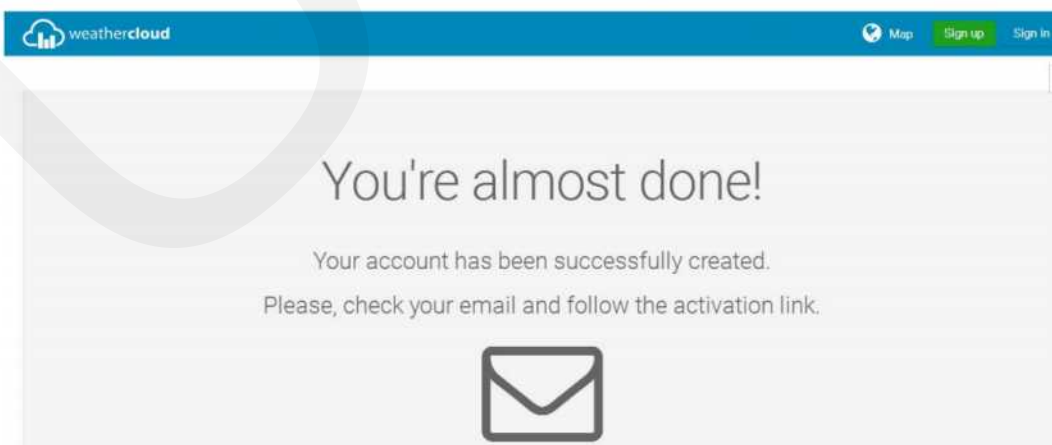 weathercloud
Map Sign up Sign in
You're almost done!
Your account has been successfully created.
Please, check your email and follow the activation link.